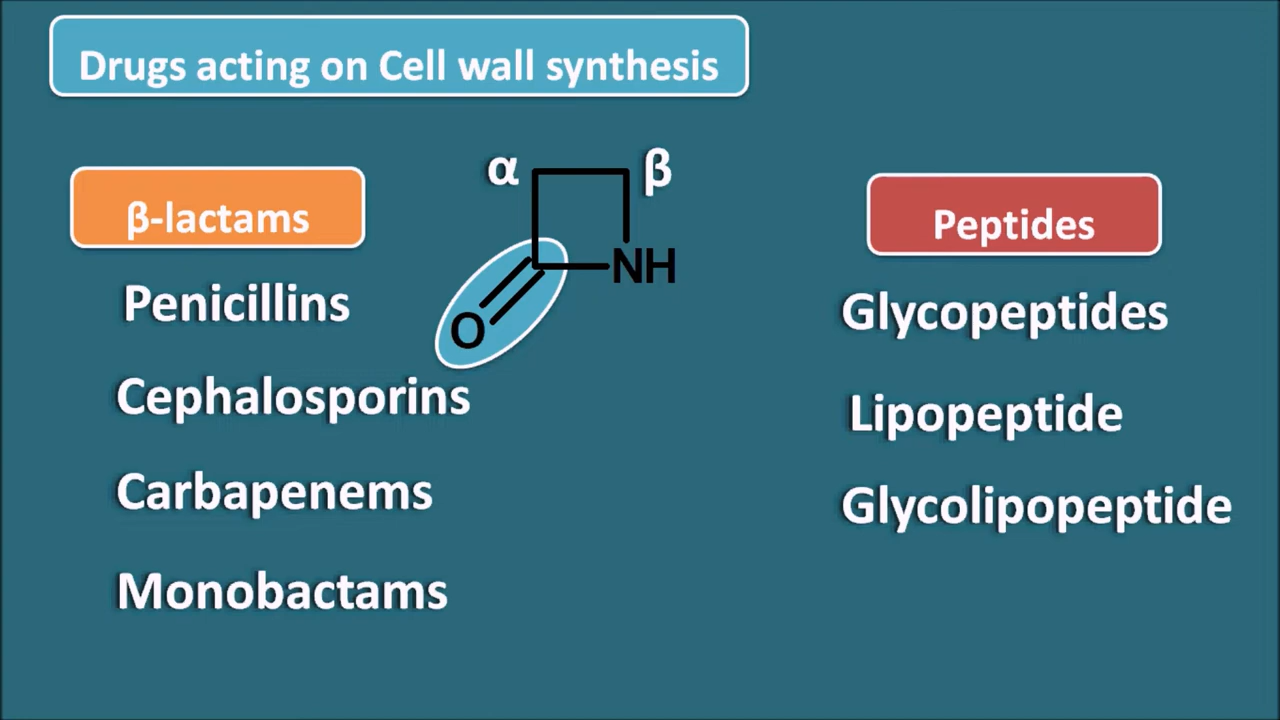 Drugs acting on Cell wall synthesis
β-lactams
Penicillins
Cephalosporins
Carbapenems
Monobactams
α
β
NH
O
Peptides
Glycopeptides
Lipopeptide
Glycolipopeptide